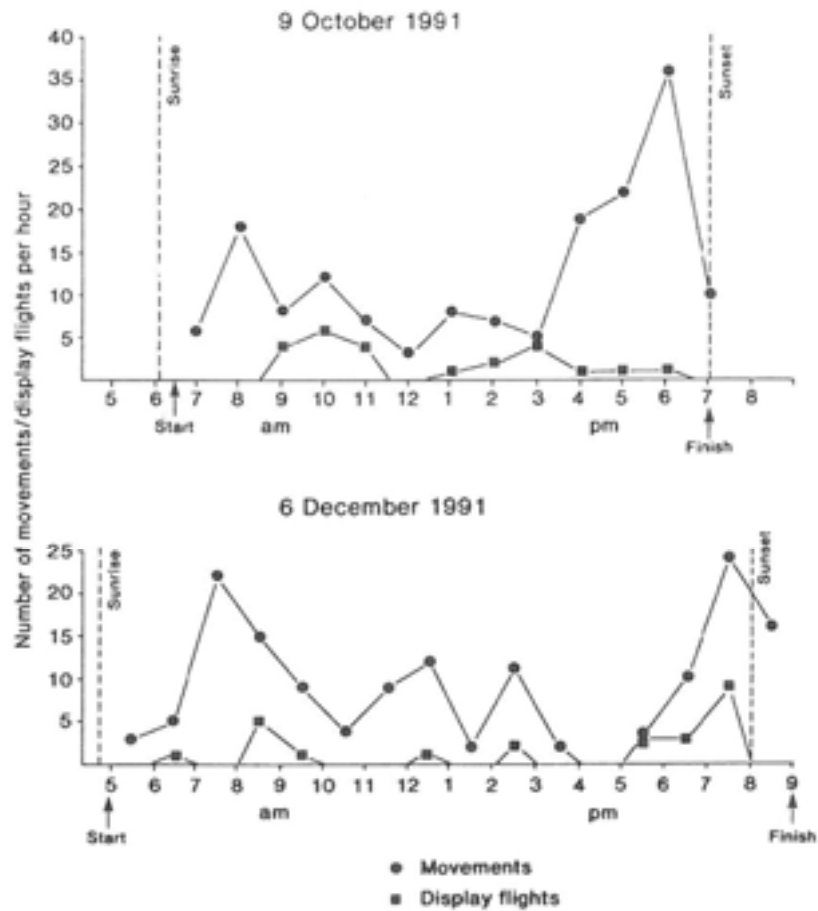 9 October 1991
Number of movements/display flights per hour
40
35
30
25
20
15
10
5
Sunrise
Sunset
5 6 7 8 9 10 11 12 1 2 3 4 5 6 7 8
Start
am
pm
Finish
6 December 1991
25
20
15
10
5
Sunrise
Sunset
5 6 7 8 9 10 11 12 1 2 3 4 5 6 7 8 9
am
pm
Start
Finish
Movements
Display flights